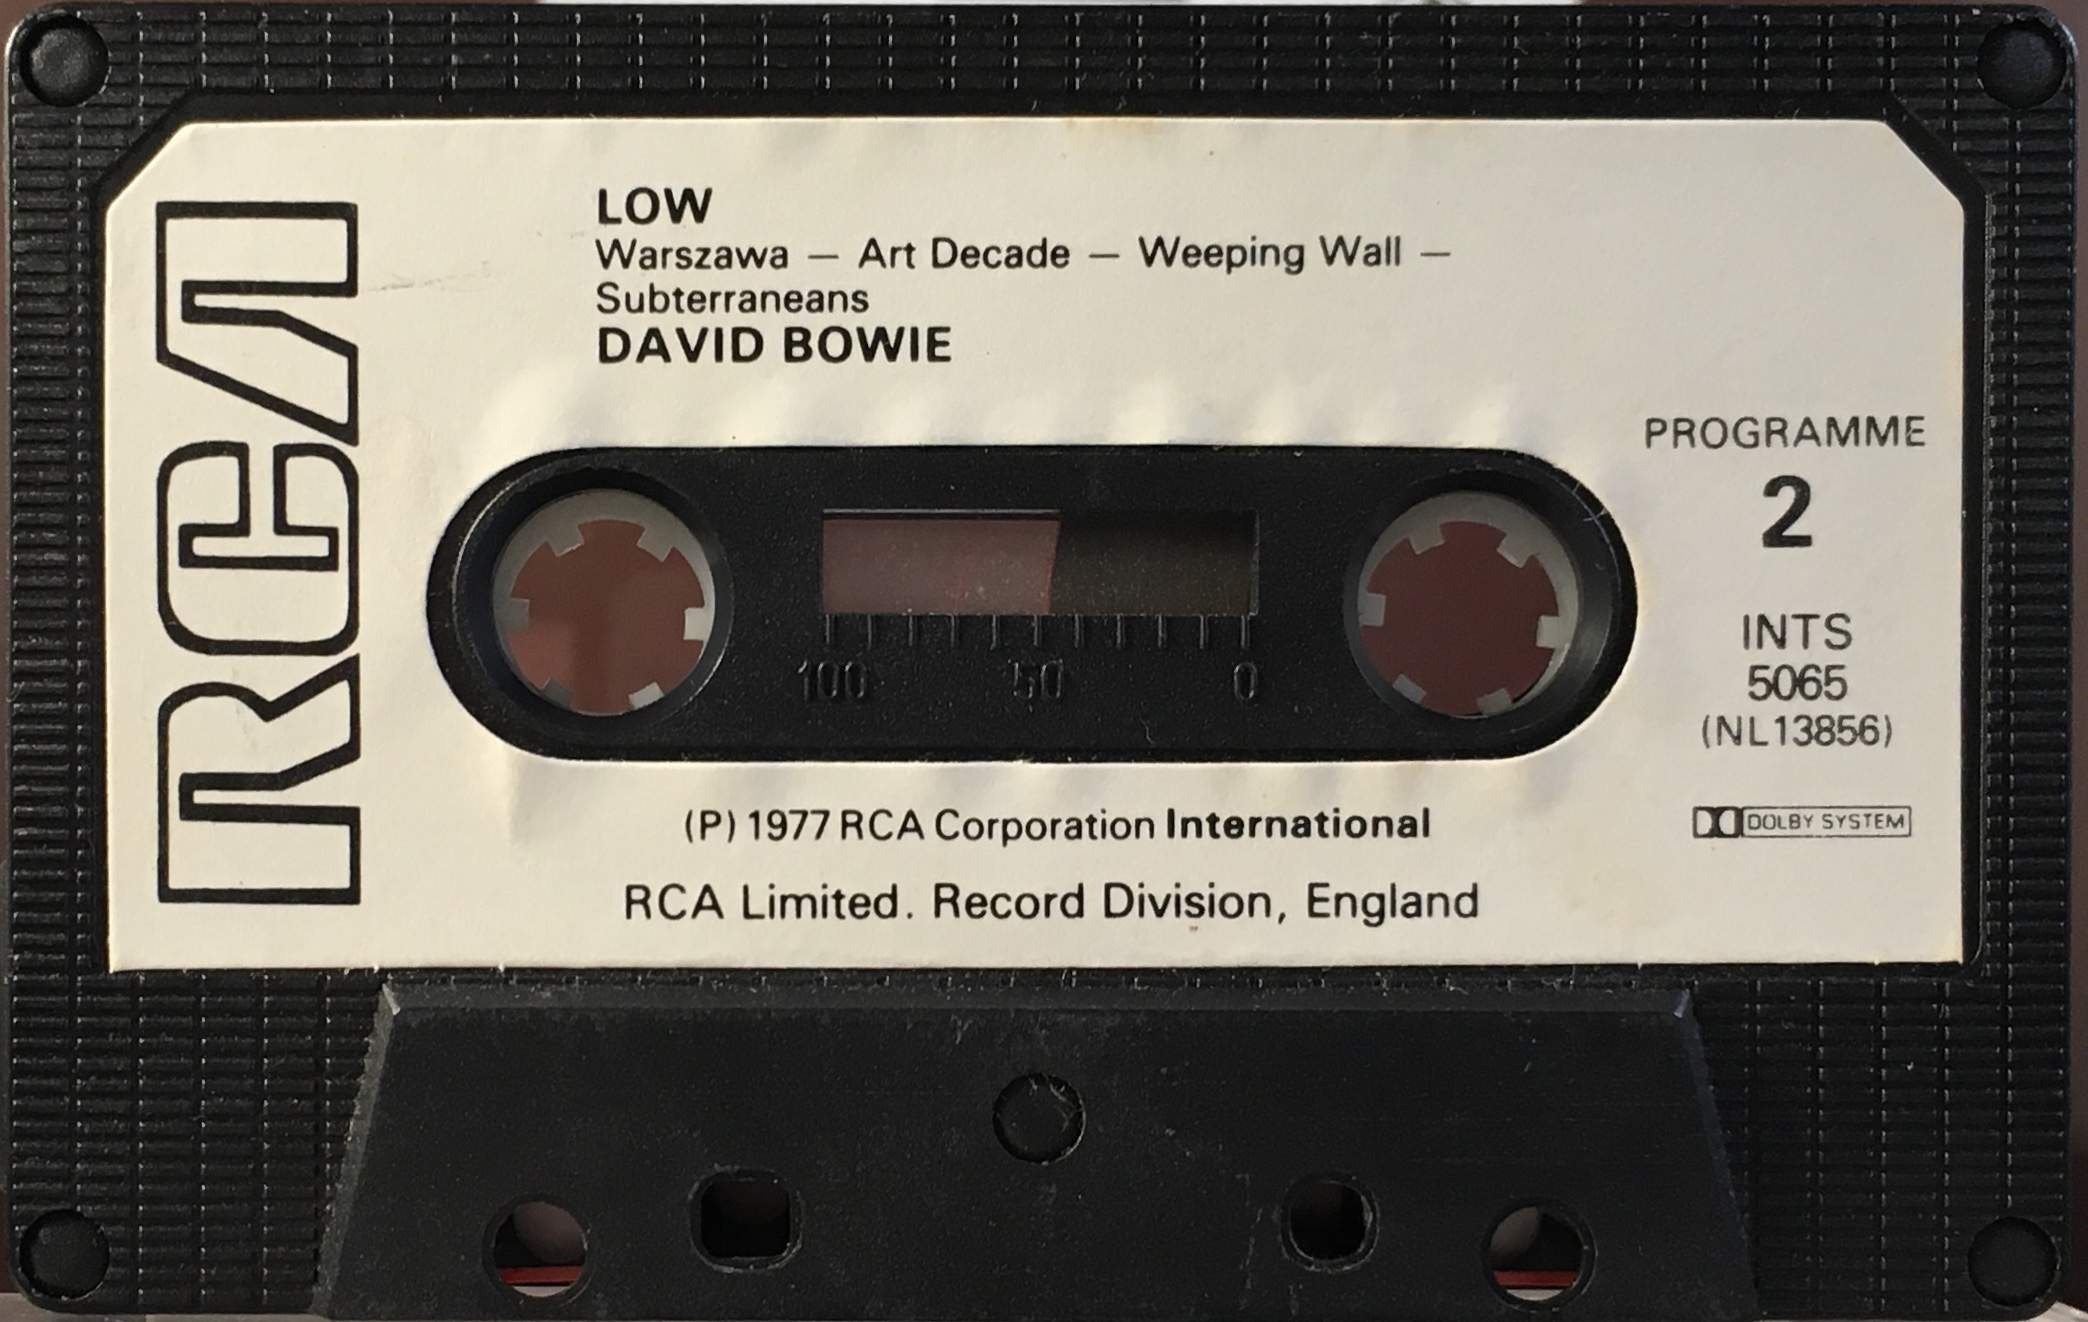 RCA
LOW
Warszawa — Art Decade — Weeping Wall —
Subterraneans
DAVID BOWIE
PROGRAMME
2
INTS
5065
(NL13856)
100 50 0
(P) 1977 RCA Corporation International
DOLBY SYSTEM
RCA Limited. Record Division, England